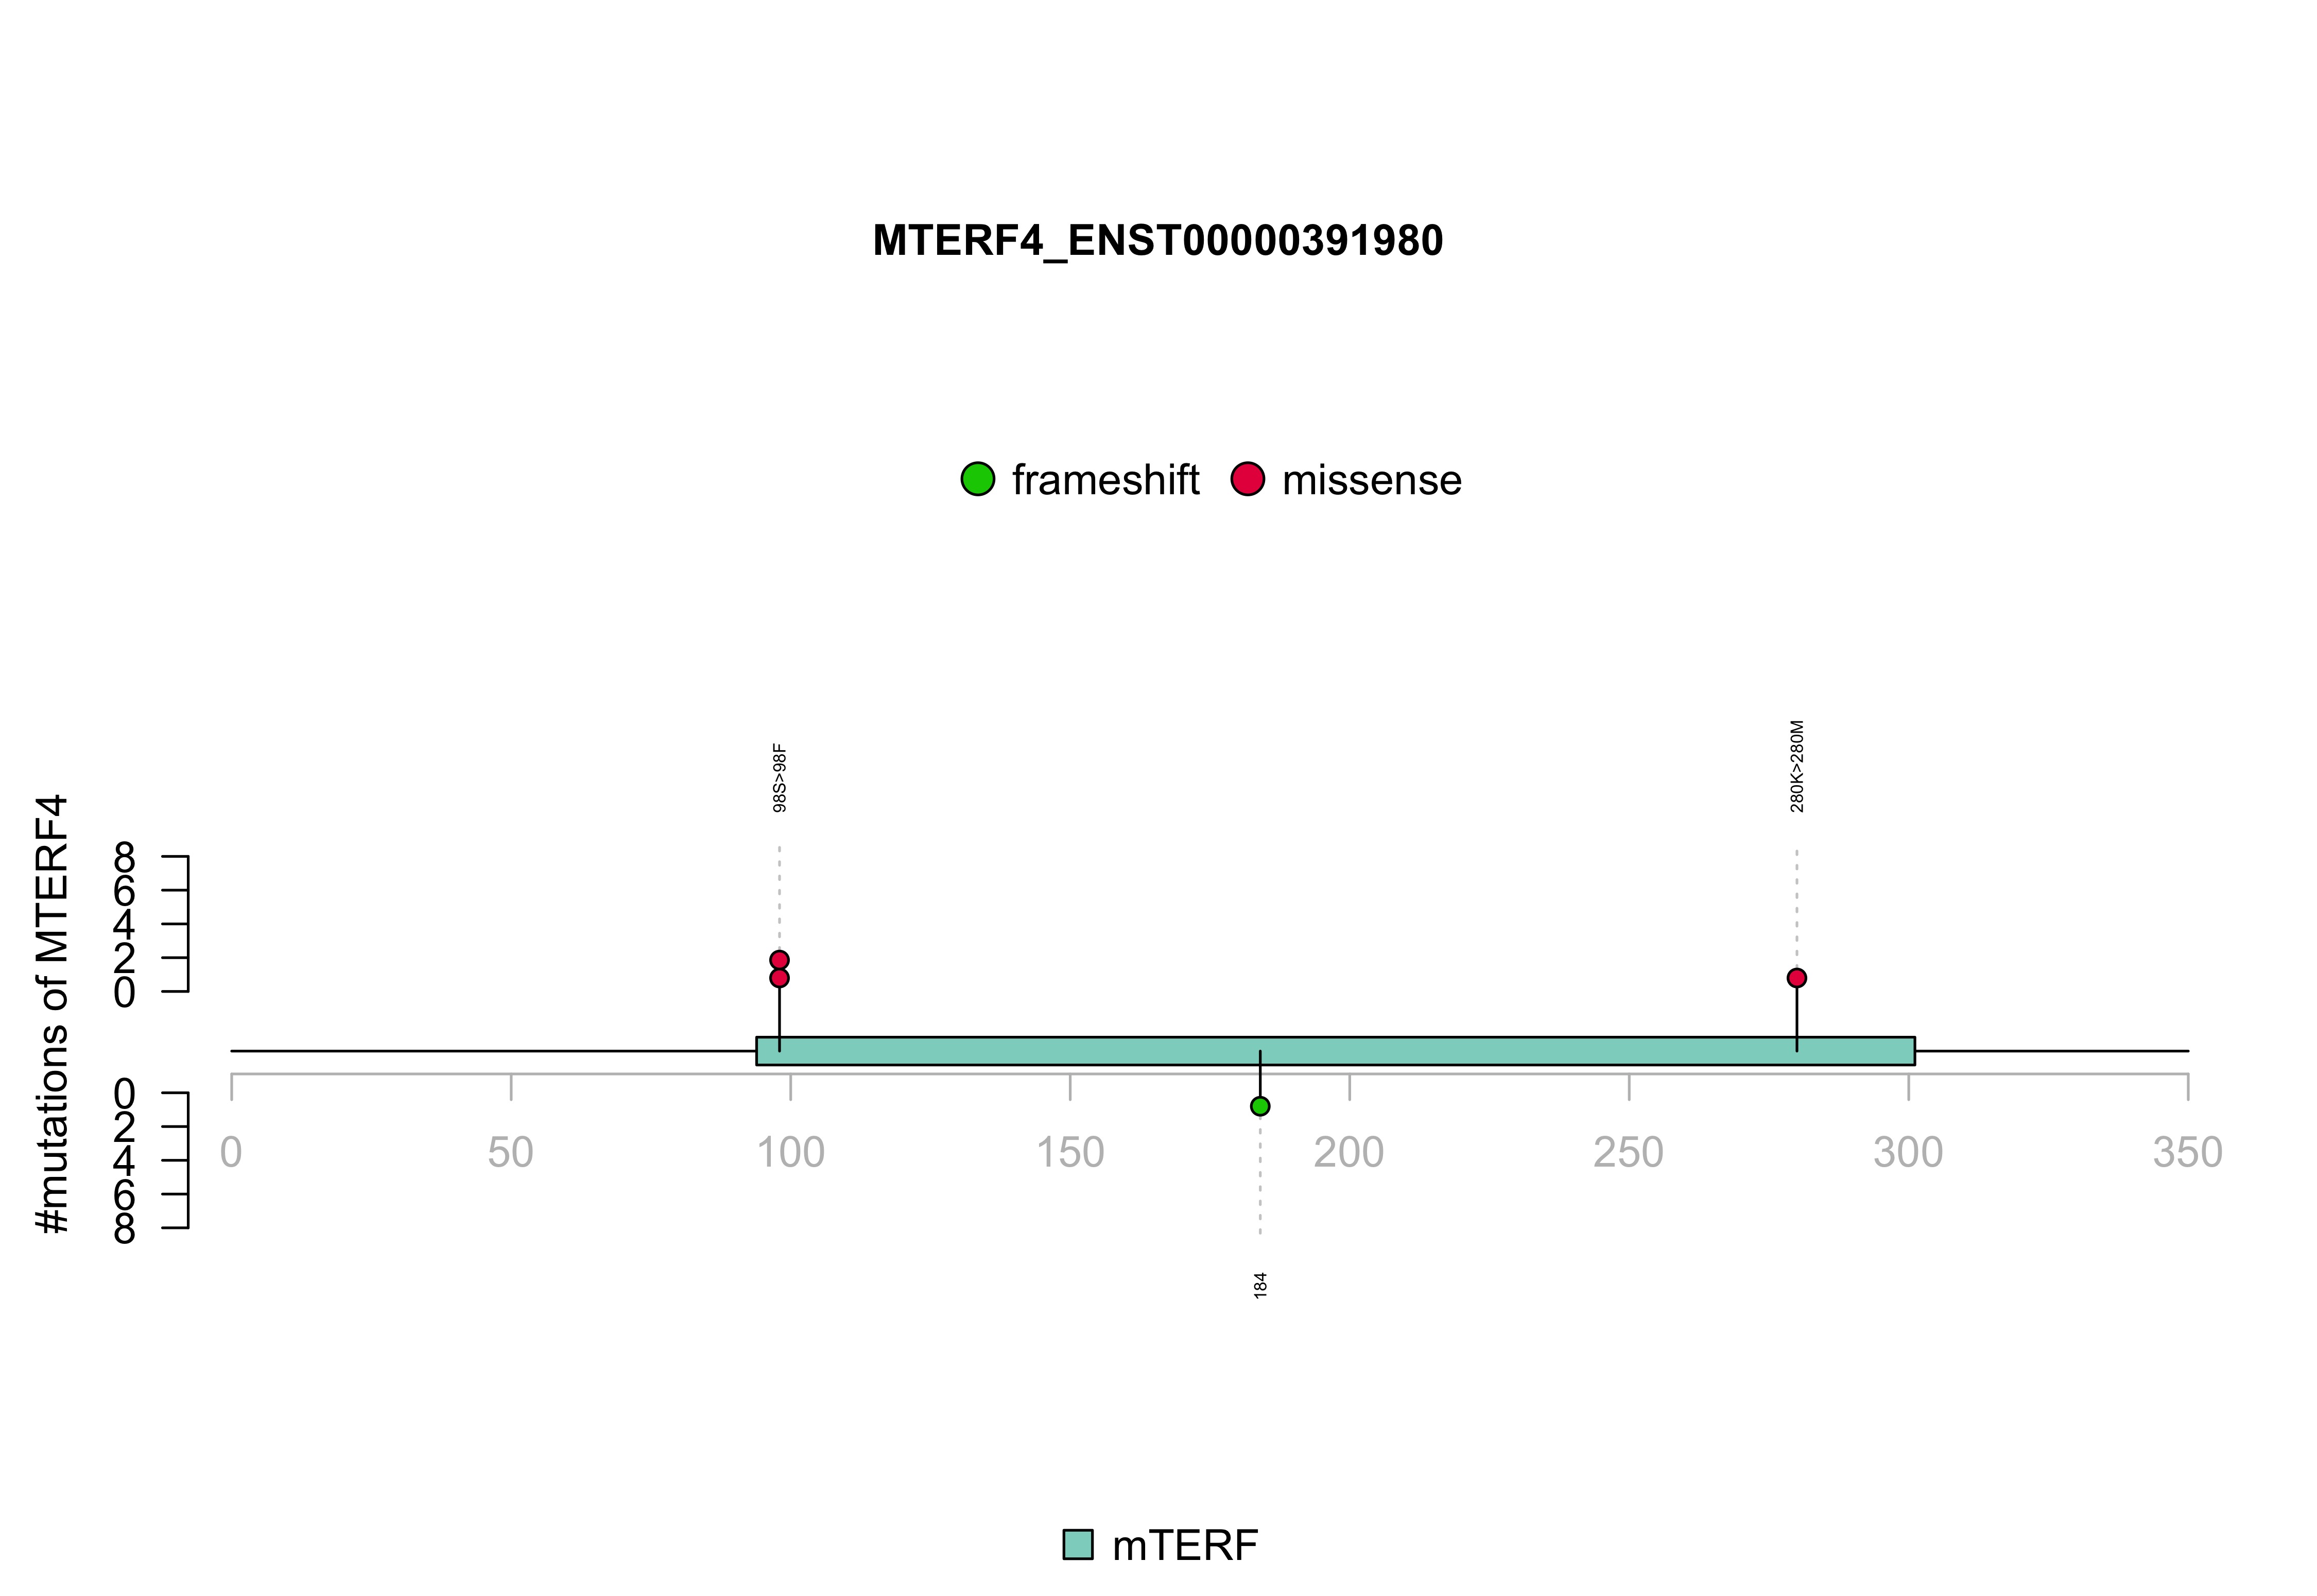 MTERF4_ENST00000391980
frameshift missense
98S>98F
280K>280M
#mutations of MTERF4
8
6
4
2
0
0
2
4
6
8
0 50 100 150 200 250 300 350
184
mTERF